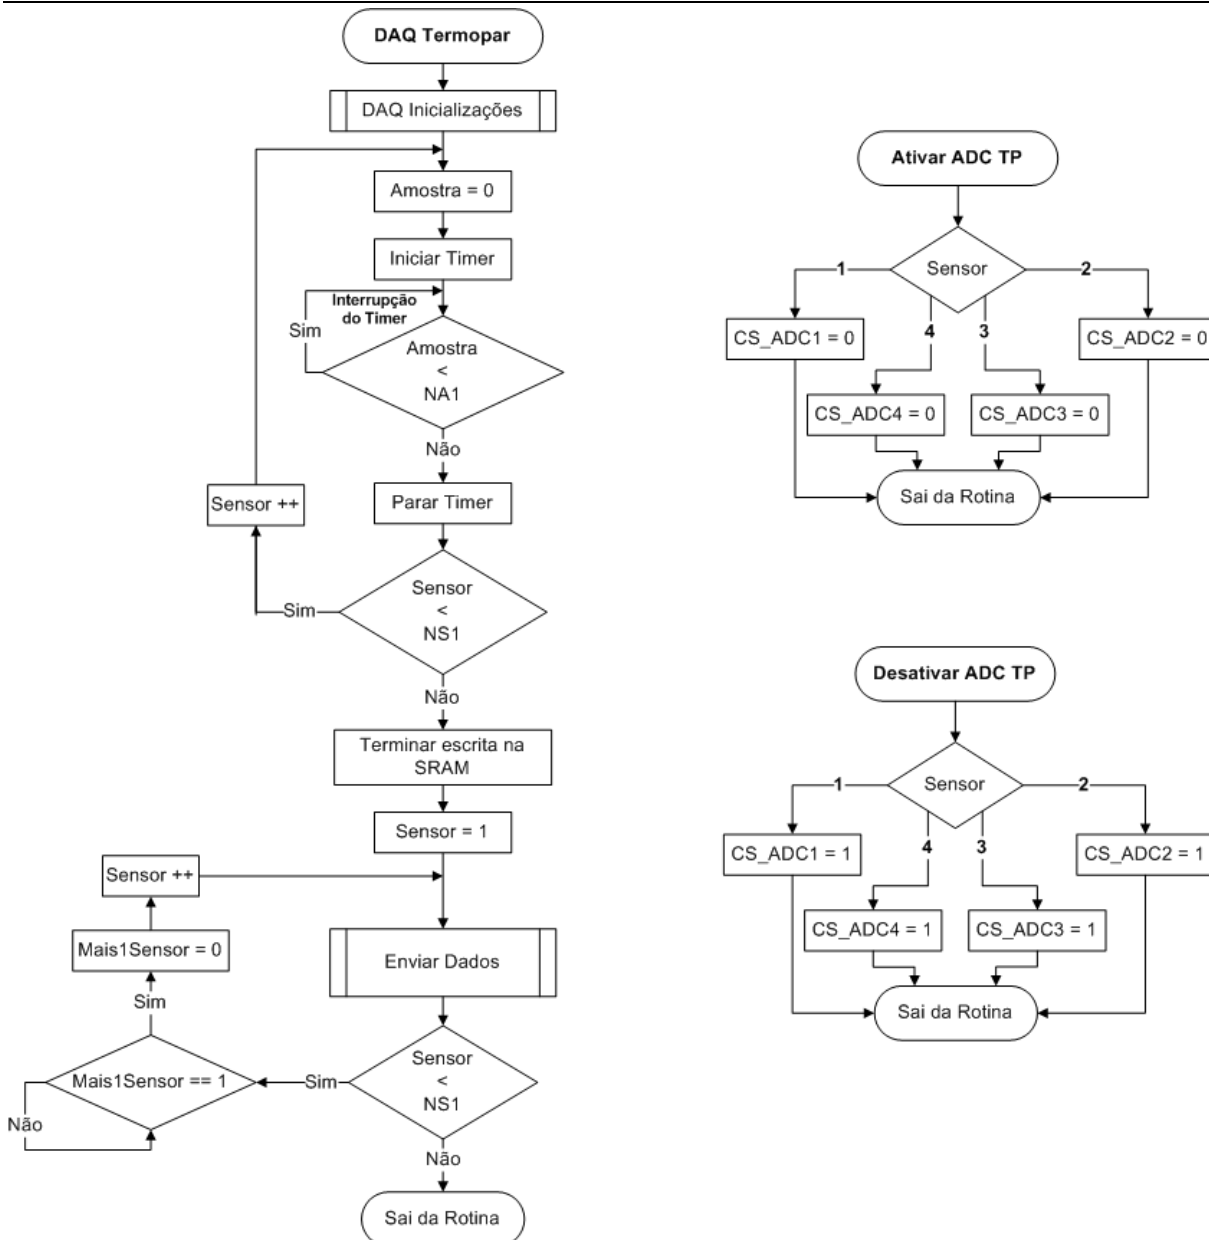 DAQ Termopar
DAQ Inicializações
Amostra = 0
Iniciar Timer
Interrupção
do Timer
Sim
Amostra
<
NA1
Não
Sensor ++
Parar Timer
Sensor
<
NS1
Sim
Não
Terminar escrita na
SRAM
Sensor = 1
Sensor ++
Mais1Sensor = 0
Enviar Dados
Sim
Sensor
<
NS1
Mais1Sensor == 1
Sim
Não
Não
Sai da Rotina
Ativar ADC TP
Sensor
1
2
4
3
CS_ADC1 = 0
CS_ADC2 = 0
CS_ADC4 = 0
CS_ADC3 = 0
Sai da Rotina
Desativar ADC TP
Sensor
1
2
4
3
CS_ADC1 = 1
CS_ADC2 = 1
CS_ADC4 = 1
CS_ADC3 = 1
Sai da Rotina